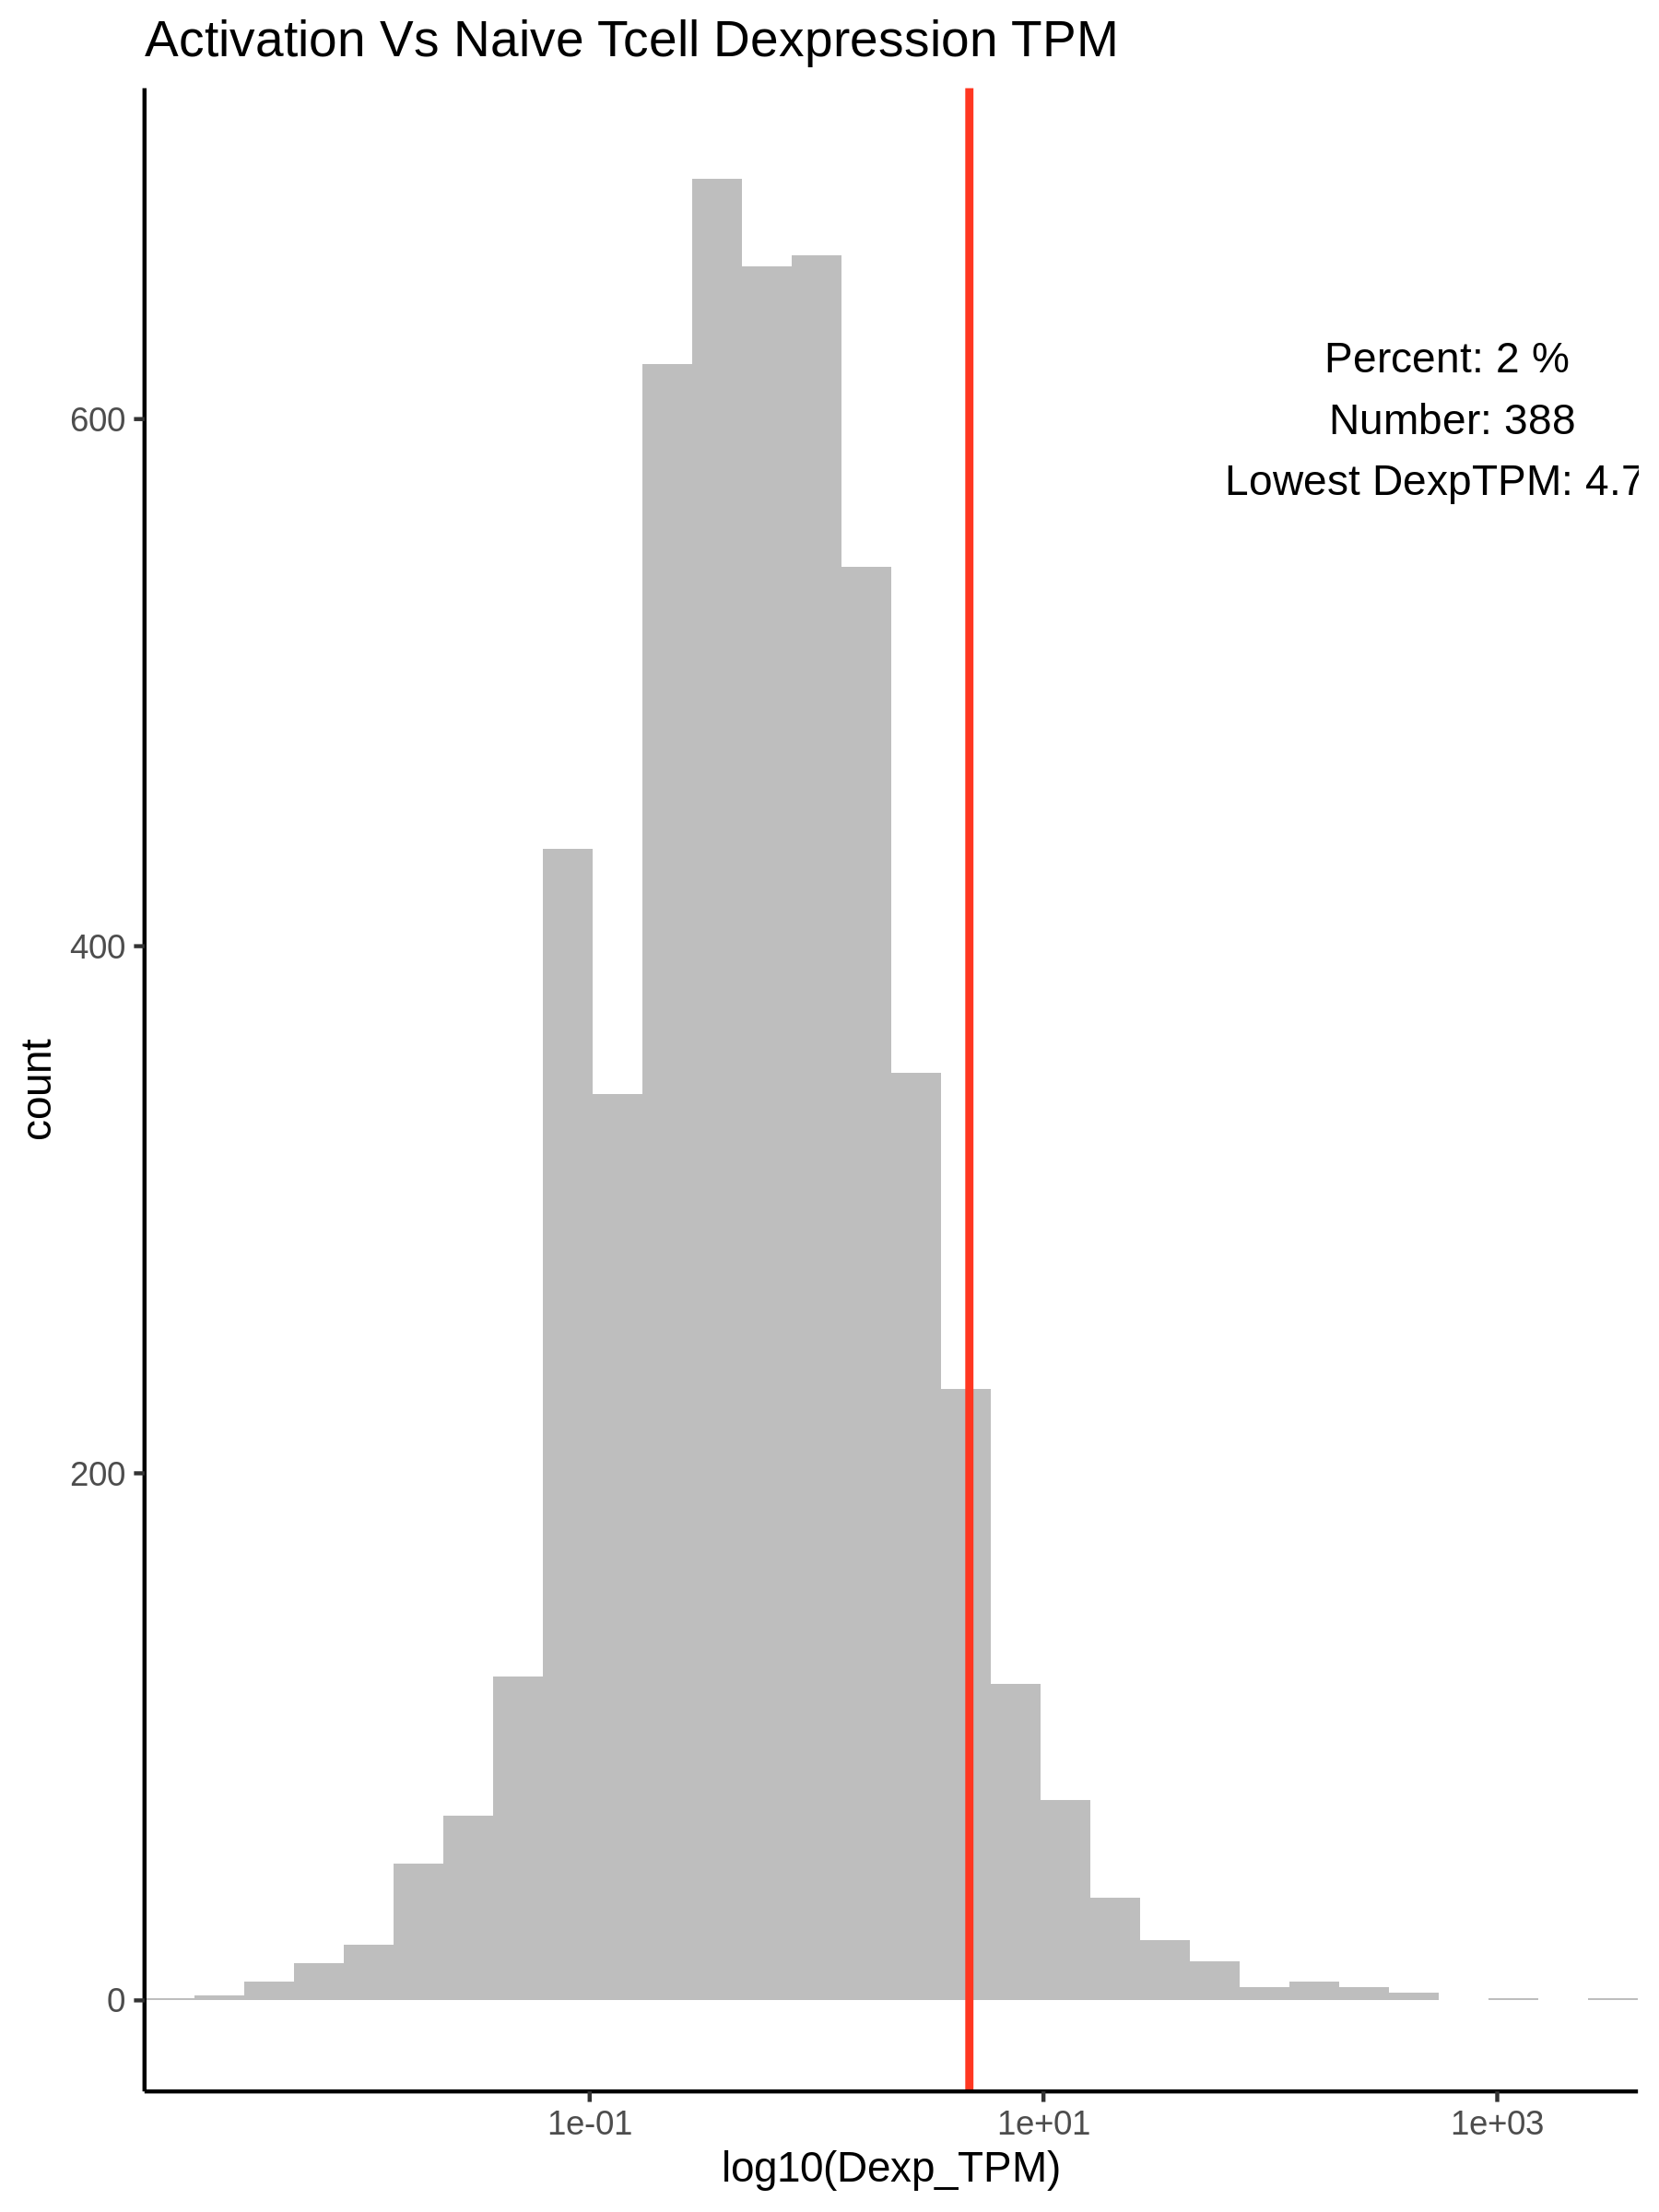 Activation Vs Naive Tcell Dexpression TPM
Percent: 2 %
Number: 388
Lowest DexpTPM: 4.7
600
400
200
0
count
1e-01 1e+01 1e+03
log10(Dexp_TPM)